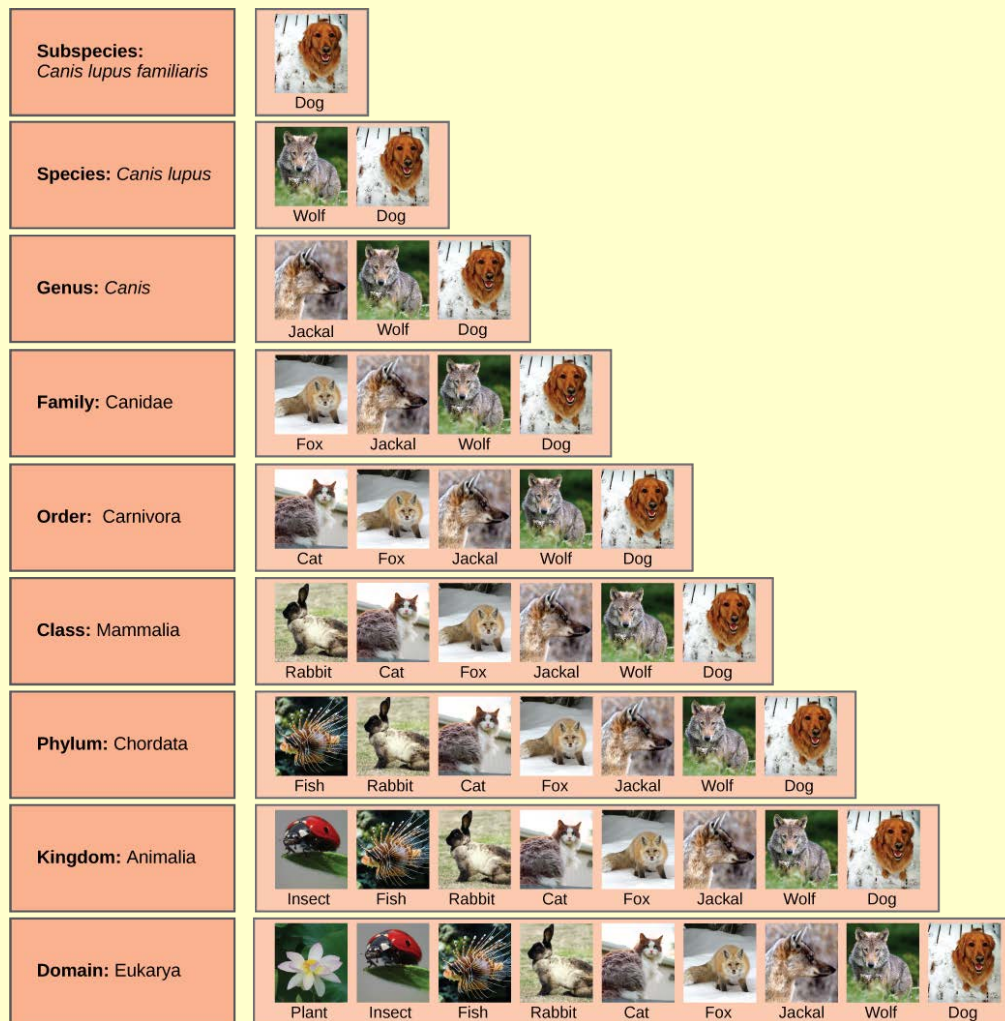 Subspecies:
Canis lupus familiaris
Dog
Species: Canis lupus
Wolf Dog
Genus: Canis
Jackal Wolf Dog
Family: Canidae
Fox Jackal Wolf Dog
Order: Carnivora
Cat Fox Jackal Wolf Dog
Class: Mammalia
Rabbit Cat Fox Jackal Wolf Dog
Phylum: Chordata
Fish Rabbit Cat Fox Jackal Wolf Dog
Kingdom: Animalia
Insect Fish Rabbit Cat Fox Jackal Wolf Dog
Domain: Eukarya
Plant Insect Fish Rabbit Cat Fox Jackal Wolf Dog